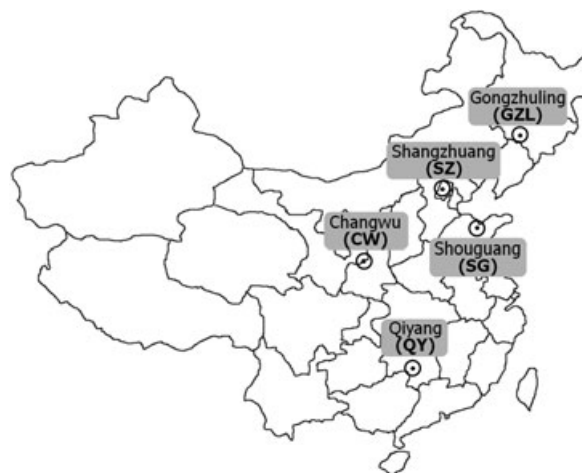 Gongzhuling
(GZL)
Shangzhuang
(SZ)
Changwu
(CW)
Shouguang
(SG)
Qiyang
(QY)